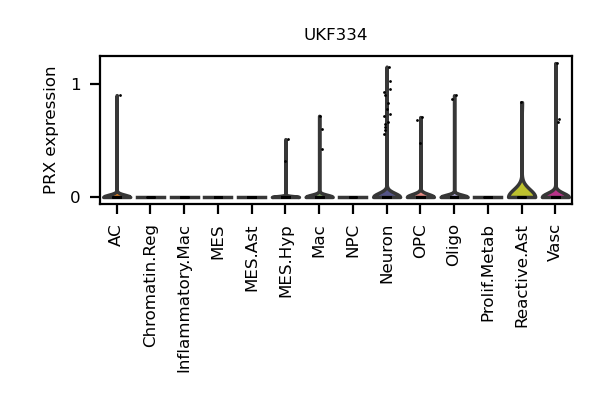 UKF334
PRX expression
1
0
AC
Chromatin.Reg
Inflammatory.Mac
MES
MES.Ast
MES.Hyp
Mac
NPC
Neuron
OPC
Oligo
Prolif.Metab
Reactive.Ast
Vasc